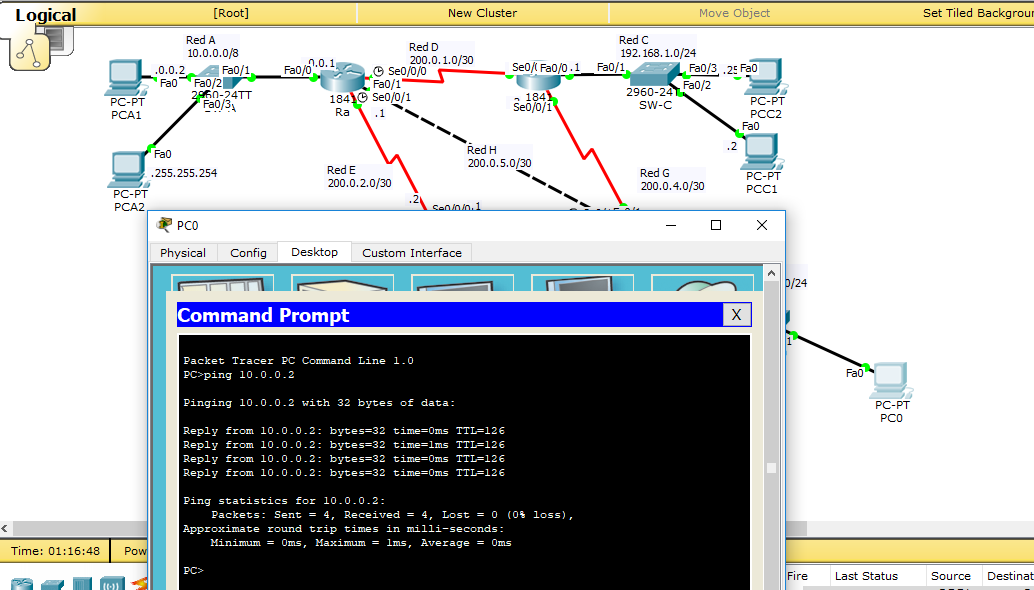 Logical [Root] New Cluster Move Object Set Tiled Backgroun
Red A
10.0.0.0/8
.0.0.2 Fa0 Fa0/1 Fa0/2 Fa0/3
2960-24TT
PC-PT
PCA1
Fa0
.255.255.254
PC-PT
PCA2
Fa0/0 .0.0.1 Se0/0/0
Fa0/1
Se0/0/1
1841
Ra
.1
Red D
200.0.1.0/30
Se0/ Fa0/0 .1
1841
Se0/0/1
Red C
192.168.1.0/24
Fa0/1 Fa0/3 .25 Fa0
Fa0/2
2960-24T
SW-C
PC-PT
PCC2
Fa0
.2
PC-PT
PCC1
Red H
200.0.5.0/30
Red E
200.0.2.0/30
.2
Se0/0/0 .1
Red G
200.0.4.0/30
PC0
Physical Config Desktop Custom Interface
Command Prompt X
Packet Tracer PC Command Line 1.0
PC>ping 10.0.0.2
Pinging 10.0.0.2 with 32 bytes of data:
Reply from 10.0.0.2: bytes=32 time=0ms TTL=126
Reply from 10.0.0.2: bytes=32 time=1ms TTL=126
Reply from 10.0.0.2: bytes=32 time=0ms TTL=126
Reply from 10.0.0.2: bytes=32 time=0ms TTL=126
Ping statistics for 10.0.0.2:
Packets: Sent = 4, Received = 4, Lost = 0 (0% loss),
Approximate round trip times in milli-seconds:
Minimum = 0ms, Maximum = 1ms, Average = 0ms
PC>
0/24
1
Fa0
PC-PT
PC0
Time: 01:16:48 Pow
Fire Last Status Source Destinat